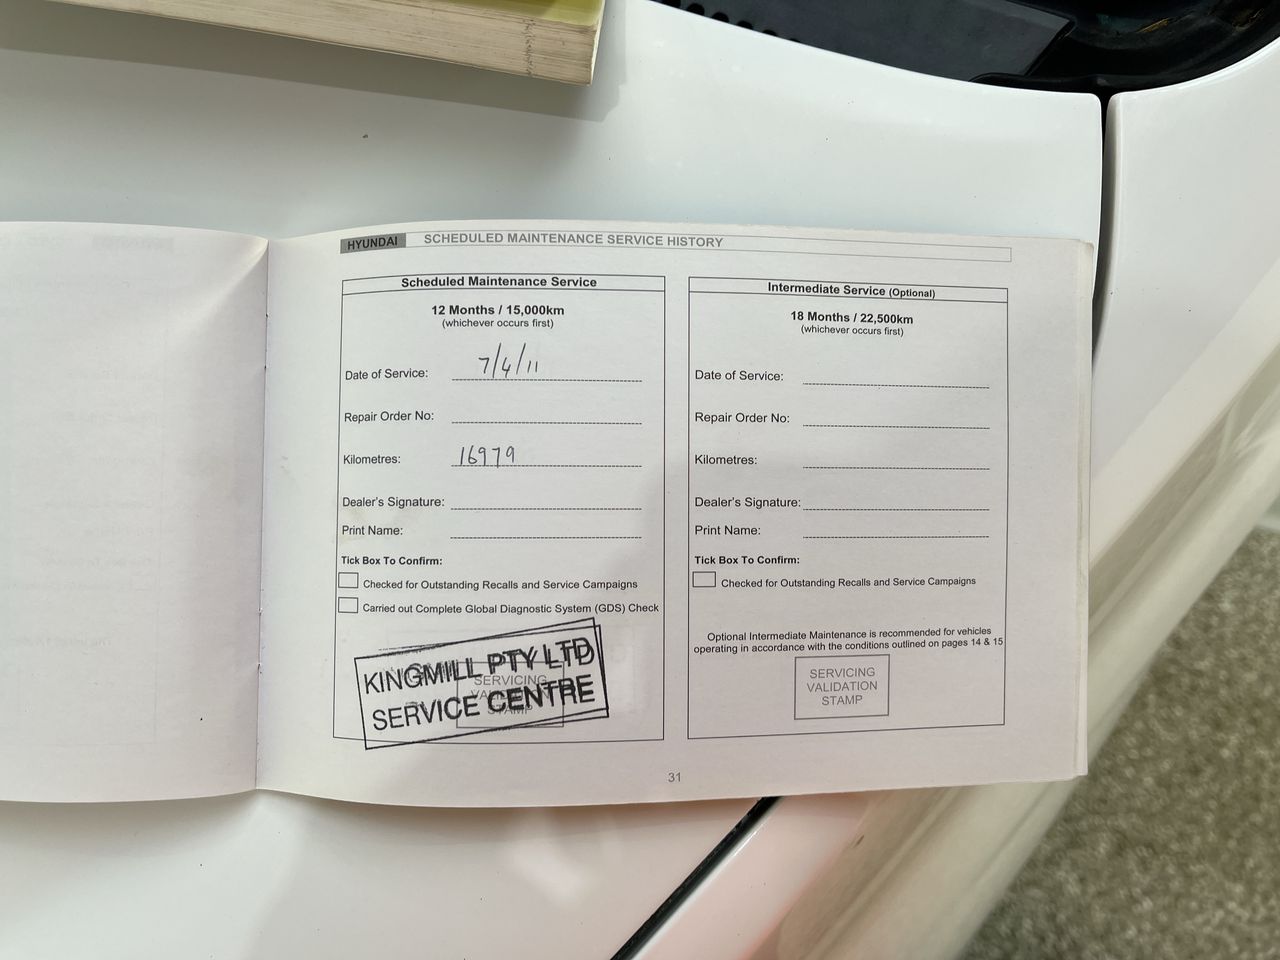 HYUNDAI SCHEDULED MAINTENANCE SERVICE HISTORY
Scheduled Maintenance Service
12 Months / 15,000km
(whichever occurs first)
Date of Service: 7/4/11
Repair Order No:
Kilometres: 16979
Dealer's Signature:
Print Name:
Tick Box To Confirm:
Checked for Outstanding Recalls and Service Campaigns
Carried out Complete Global Diagnostic System (GDS) Check
SERVICING
VALIDATION
STAMP
KINGMILL PTY LTD
SERVICE CENTRE
Intermediate Service (Optional)
18 Months / 22,500km
(whichever occurs first)
Date of Service:
Repair Order No:
Kilometres:
Dealer's Signature:
Print Name:
Tick Box To Confirm:
Checked for Outstanding Recalls and Service Campaigns
Optional Intermediate Maintenance is recommended for vehicles
operating in accordance with the conditions outlined on pages 14 & 15
SERVICING
VALIDATION
STAMP
31